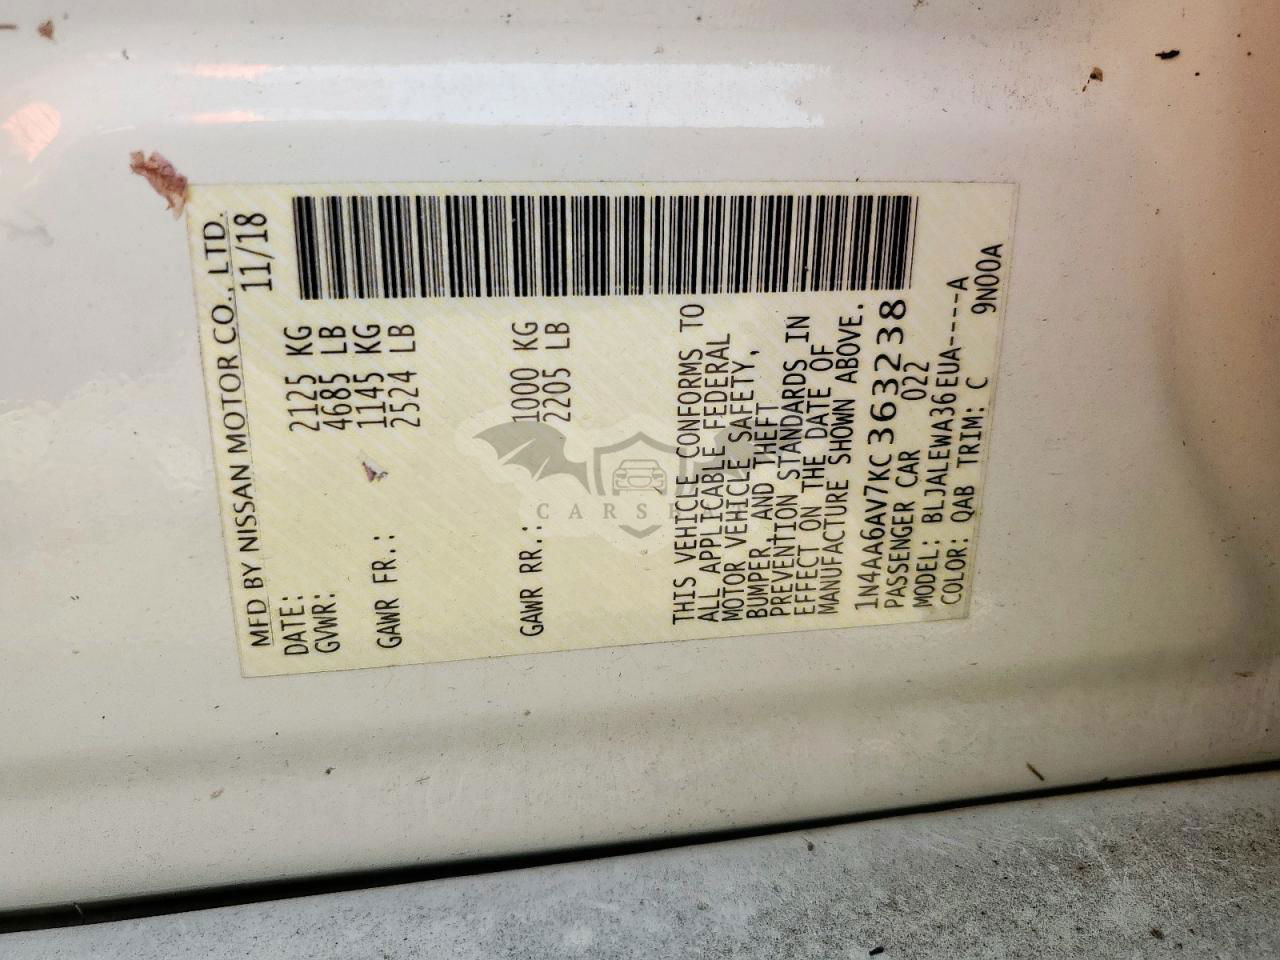 MFD BY NISSAN MOTOR CO., LTD.
DATE: 11/18
GVWR: 2125 KG
4685 LB
GAWR FR.: 1145 KG
2524 LB
GAWR RR.: 1000 KG
2205 LB
THIS VEHICLE CONFORMS TO
ALL APPLICABLE FEDERAL
MOTOR VEHICLE SAFETY,
BUMPER, AND THEFT
PREVENTION STANDARDS IN
EFFECT ON THE DATE OF
MANUFACTURE SHOWN ABOVE.
1N4AA6AV7KC363238
PASSENGER CAR 022
MODEL: BLJALEWA36EUA----A
COLOR: QAB TRIM: C 9N00A